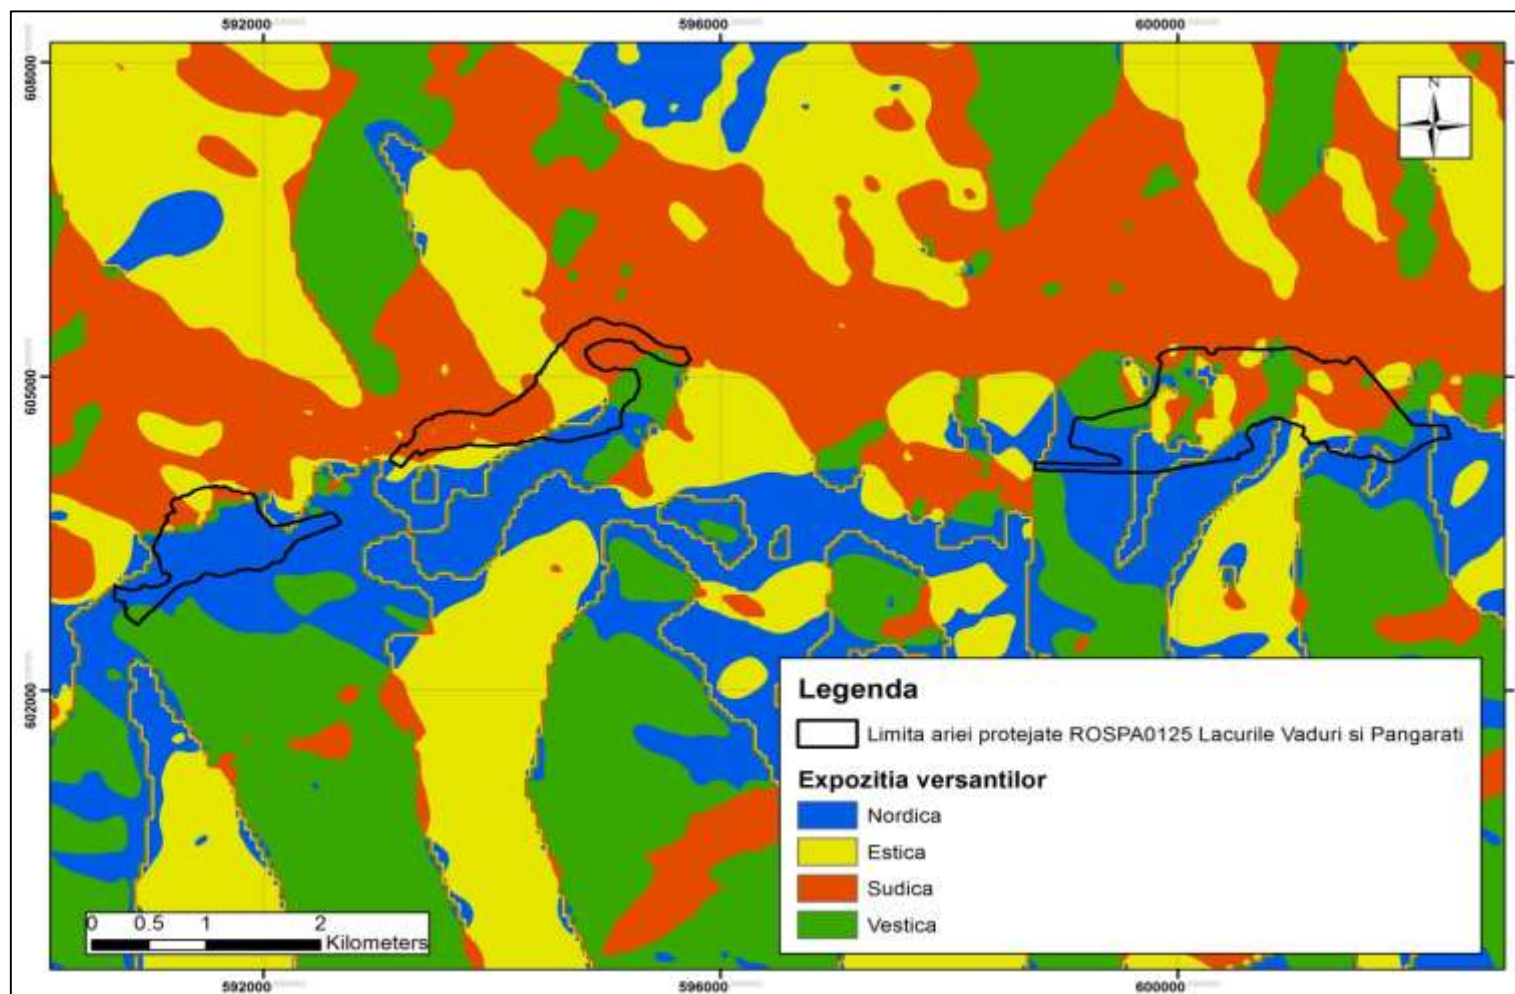 592000
596000
600000
608000
605000
602000
N
Legenda
Limita ariei protejate ROSPA0125 Lacurile Vaduri si Pangarati
Expozitia versantilor
Nordica
Estica
Sudica
Vestica
0 0.5 1 2
Kilometers
592000
596000
600000